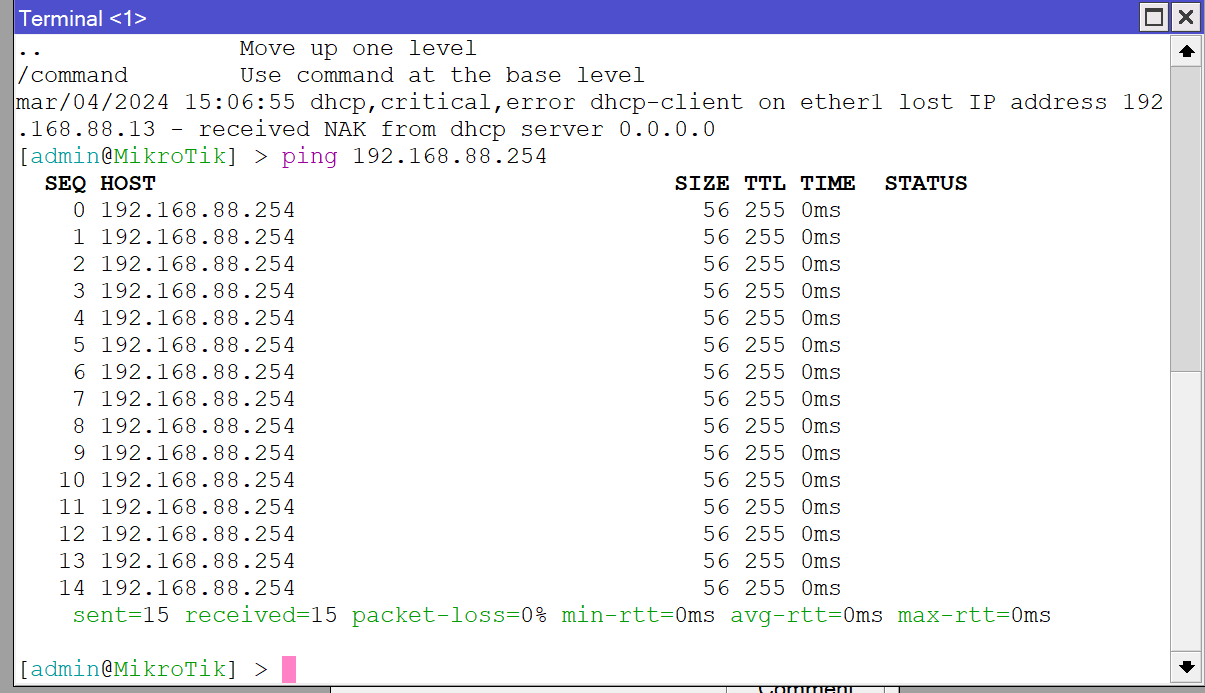 Terminal <1>
..              Move up one level
/command        Use command at the base level
mar/04/2024 15:06:55 dhcp,critical,error dhcp-client on ether1 lost IP address 192
.168.88.13 - received NAK from dhcp server 0.0.0.0
[admin@MikroTik] > ping 192.168.88.254
  SEQ HOST                                     SIZE TTL TIME  STATUS
    0 192.168.88.254                             56 255 0ms
    1 192.168.88.254                             56 255 0ms
    2 192.168.88.254                             56 255 0ms
    3 192.168.88.254                             56 255 0ms
    4 192.168.88.254                             56 255 0ms
    5 192.168.88.254                             56 255 0ms
    6 192.168.88.254                             56 255 0ms
    7 192.168.88.254                             56 255 0ms
    8 192.168.88.254                             56 255 0ms
    9 192.168.88.254                             56 255 0ms
   10 192.168.88.254                             56 255 0ms
   11 192.168.88.254                             56 255 0ms
   12 192.168.88.254                             56 255 0ms
   13 192.168.88.254                             56 255 0ms
   14 192.168.88.254                             56 255 0ms
    sent=15 received=15 packet-loss=0% min-rtt=0ms avg-rtt=0ms max-rtt=0ms
[admin@MikroTik] >
Comment